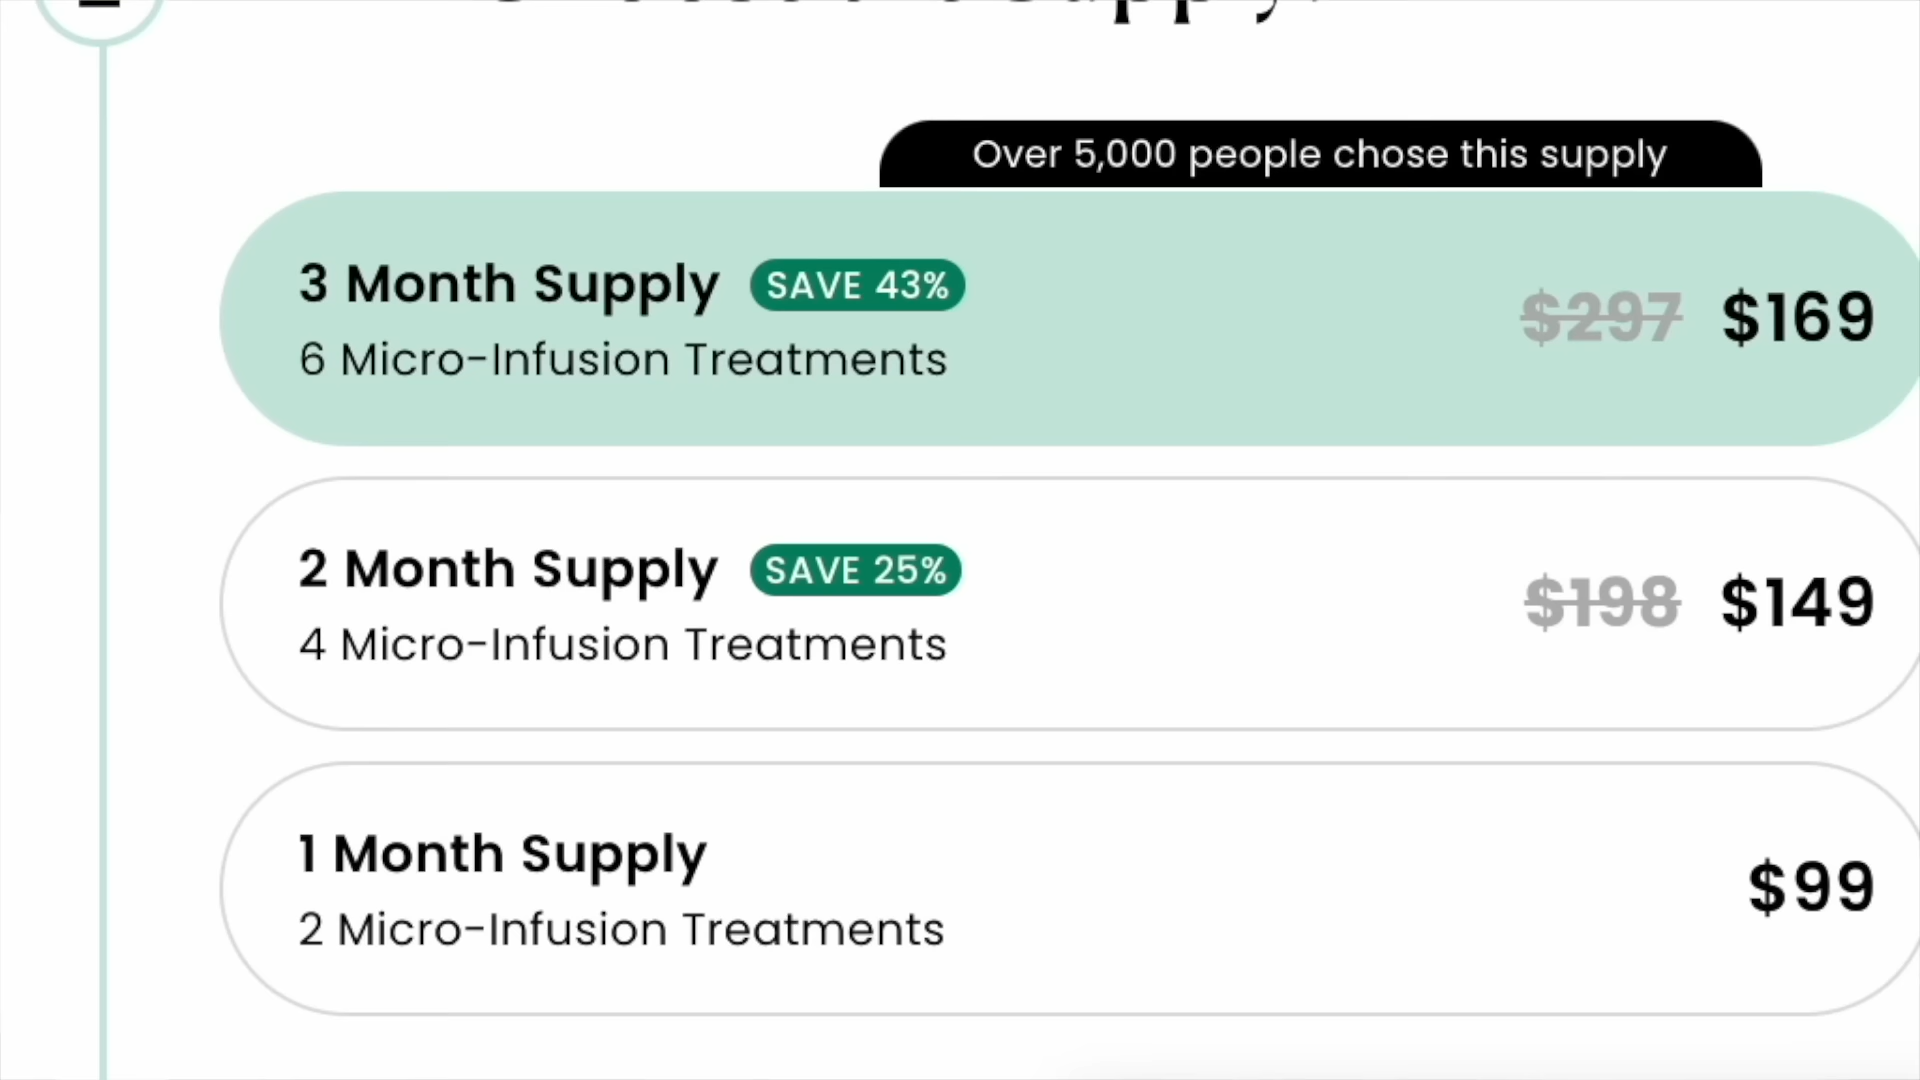 Over 5,000 people chose this supply
3 Month Supply SAVE 43%
6 Micro-Infusion Treatments
$297 $169
2 Month Supply SAVE 25%
4 Micro-Infusion Treatments
$198 $149
1 Month Supply
2 Micro-Infusion Treatments
$99